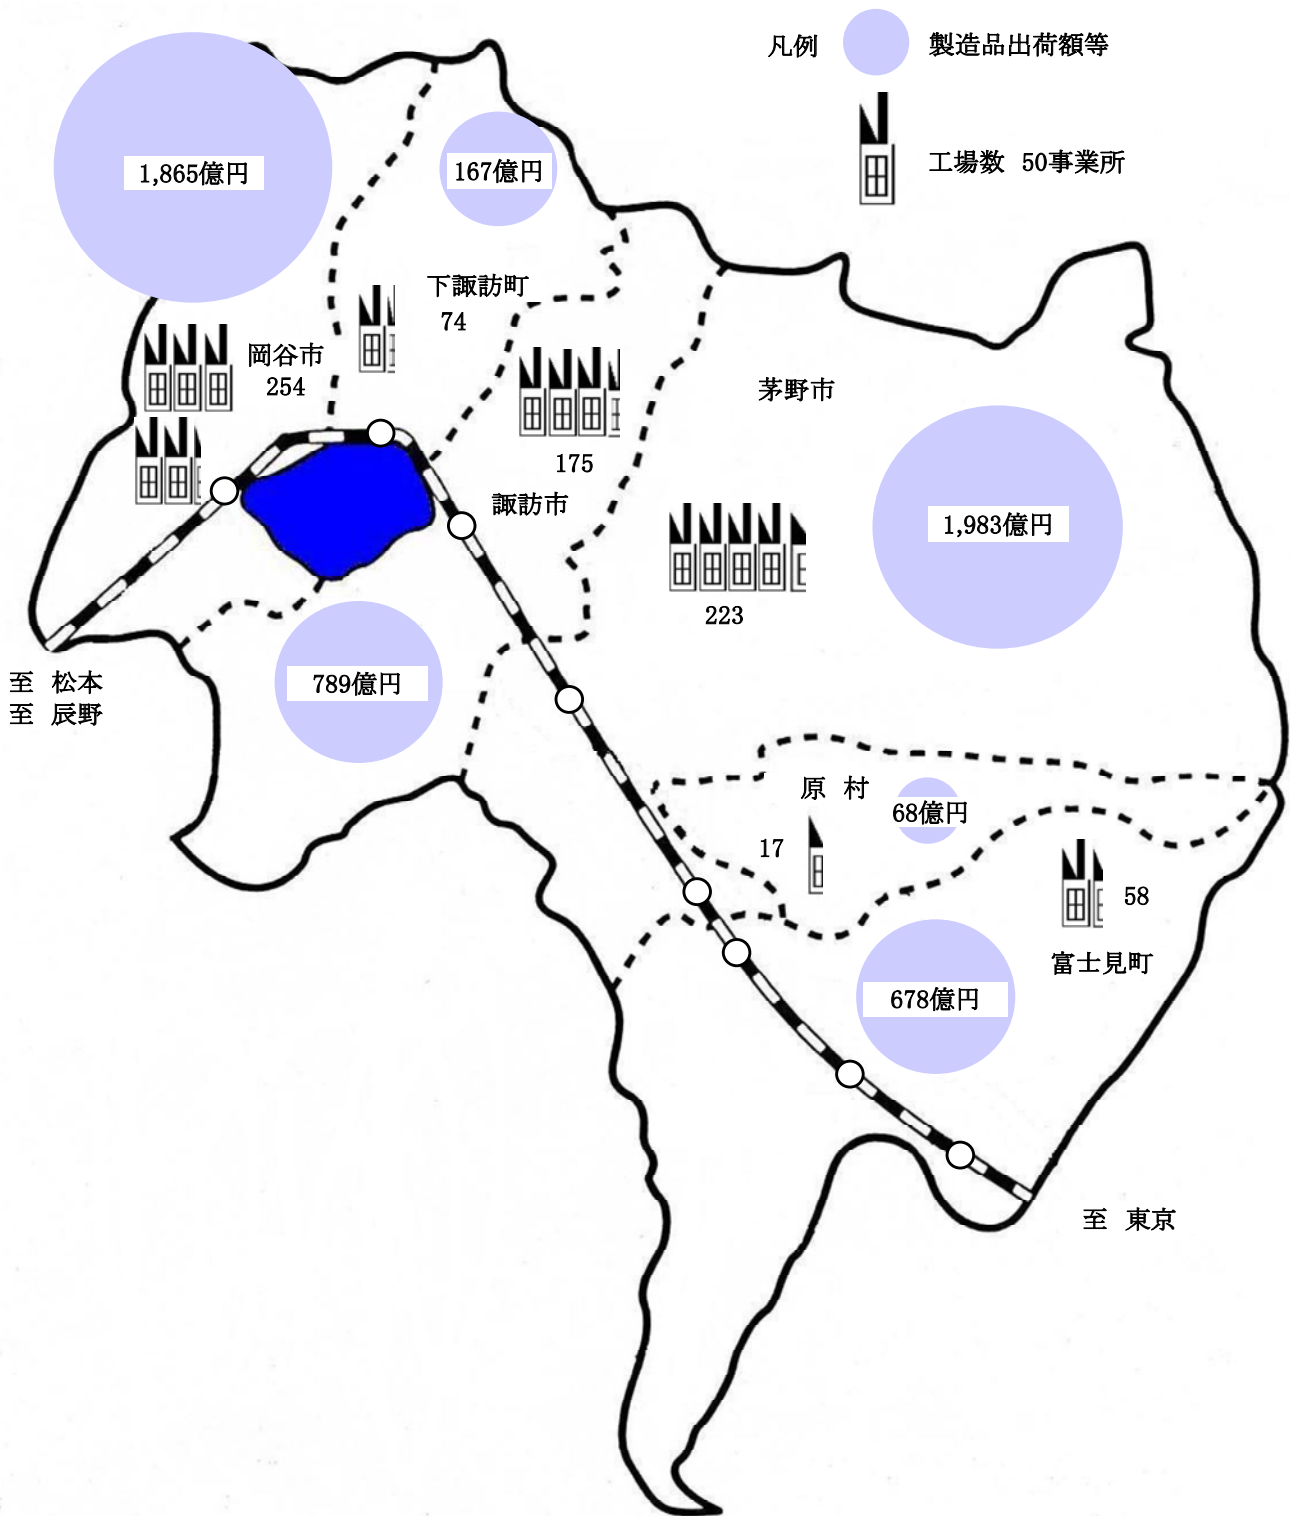 凡例 製造品出荷額等
工場数 50事業所
1,865億円
167億円
下諏訪町
74
岡谷市
254
175
諏訪市
茅野市
1,983億円
223
789億円
至 松本
至 辰野
原 村
68億円
17
58
富士見町
678億円
至 東京